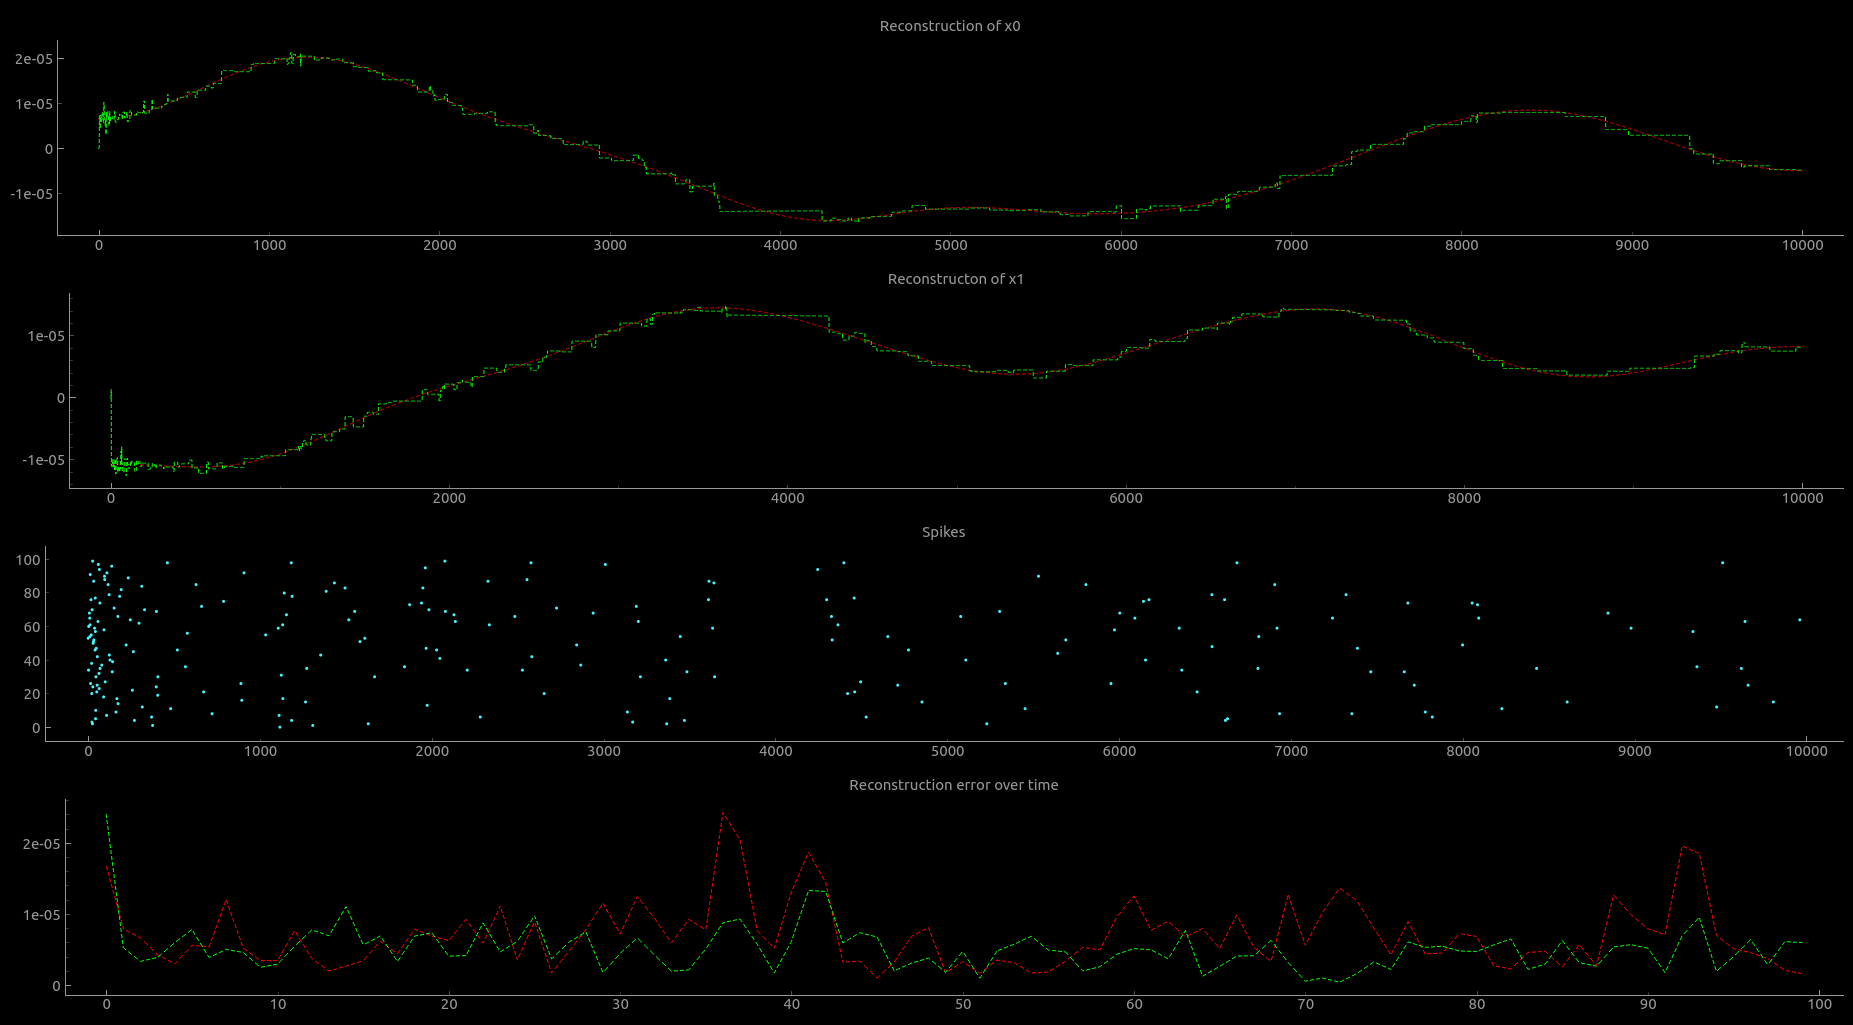 Reconstruction of x0
2e-05
1e-05
0
-1e-05
0 1000 2000 3000 4000 5000 6000 7000 8000 9000 10000
Reconstructon of x1
1e-05
0
-1e-05
0 2000 4000 6000 8000 10000
Spikes
100
80
60
40
20
0
0 1000 2000 3000 4000 5000 6000 7000 8000 9000 10000
Reconstruction error over time
2e-05
1e-05
0
0 10 20 30 40 50 60 70 80 90 100